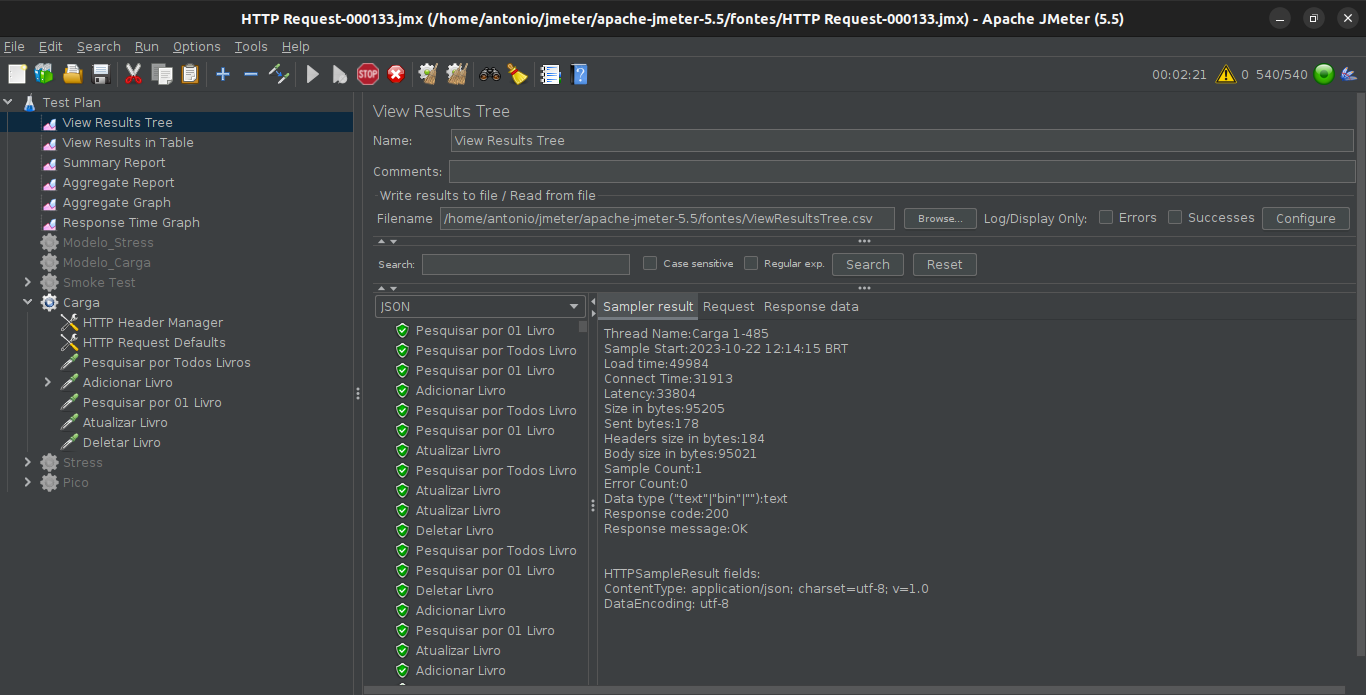 HTTP Request-000133.jmx (/home/antonio/jmeter/apache-jmeter-5.5/fontes/HTTP Request-000133.jmx) - Apache JMeter (5.5)
File Edit Search Run Options Tools Help
STOP 00:02:21 0 540/540
Test Plan
View Results Tree
View Results in Table
Summary Report
Aggregate Report
Aggregate Graph
Response Time Graph
Modelo_Stress
Modelo_Carga
Smoke Test
Carga
HTTP Header Manager
HTTP Request Defaults
Pesquisar por Todos Livros
Adicionar Livro
Pesquisar por 01 Livro
Atualizar Livro
Deletar Livro
Stress
Pico
View Results Tree
Name: View Results Tree
Comments:
Write results to file / Read from file
Filename /home/antonio/jmeter/apache-jmeter-5.5/fontes/ViewResultsTree.csv Browse... Log/Display Only: Errors Successes Configure
Search: Case sensitive Regular exp. Search Reset
JSON
Pesquisar por 01 Livro
Pesquisar por Todos Livro
Pesquisar por 01 Livro
Adicionar Livro
Pesquisar por Todos Livro
Pesquisar por 01 Livro
Atualizar Livro
Pesquisar por Todos Livro
Atualizar Livro
Atualizar Livro
Deletar Livro
Pesquisar por Todos Livro
Pesquisar por 01 Livro
Deletar Livro
Adicionar Livro
Pesquisar por 01 Livro
Atualizar Livro
Adicionar Livro
Sampler result Request Response data
Thread Name:Carga 1-485
Sample Start:2023-10-22 12:14:15 BRT
Load time:49984
Connect Time:31913
Latency:33804
Size in bytes:95205
Sent bytes:178
Headers size in bytes:184
Body size in bytes:95021
Sample Count:1
Error Count:0
Data type ("text"|"bin"|""):text
Response code:200
Response message:OK
HTTPSampleResult fields:
ContentType: application/json; charset=utf-8; v=1.0
DataEncoding: utf-8